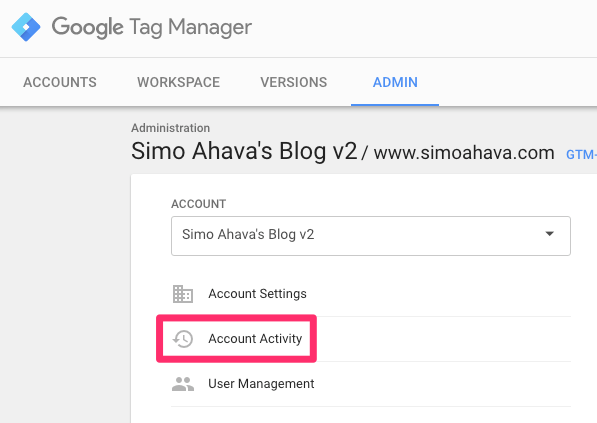 Google Tag Manager
ACCOUNTS WORKSPACE VERSIONS ADMIN
Administration
Simo Ahava's Blog v2 / www.simoahava.com GTM-
ACCOUNT
Simo Ahava's Blog v2
Account Settings
Account Activity
User Management